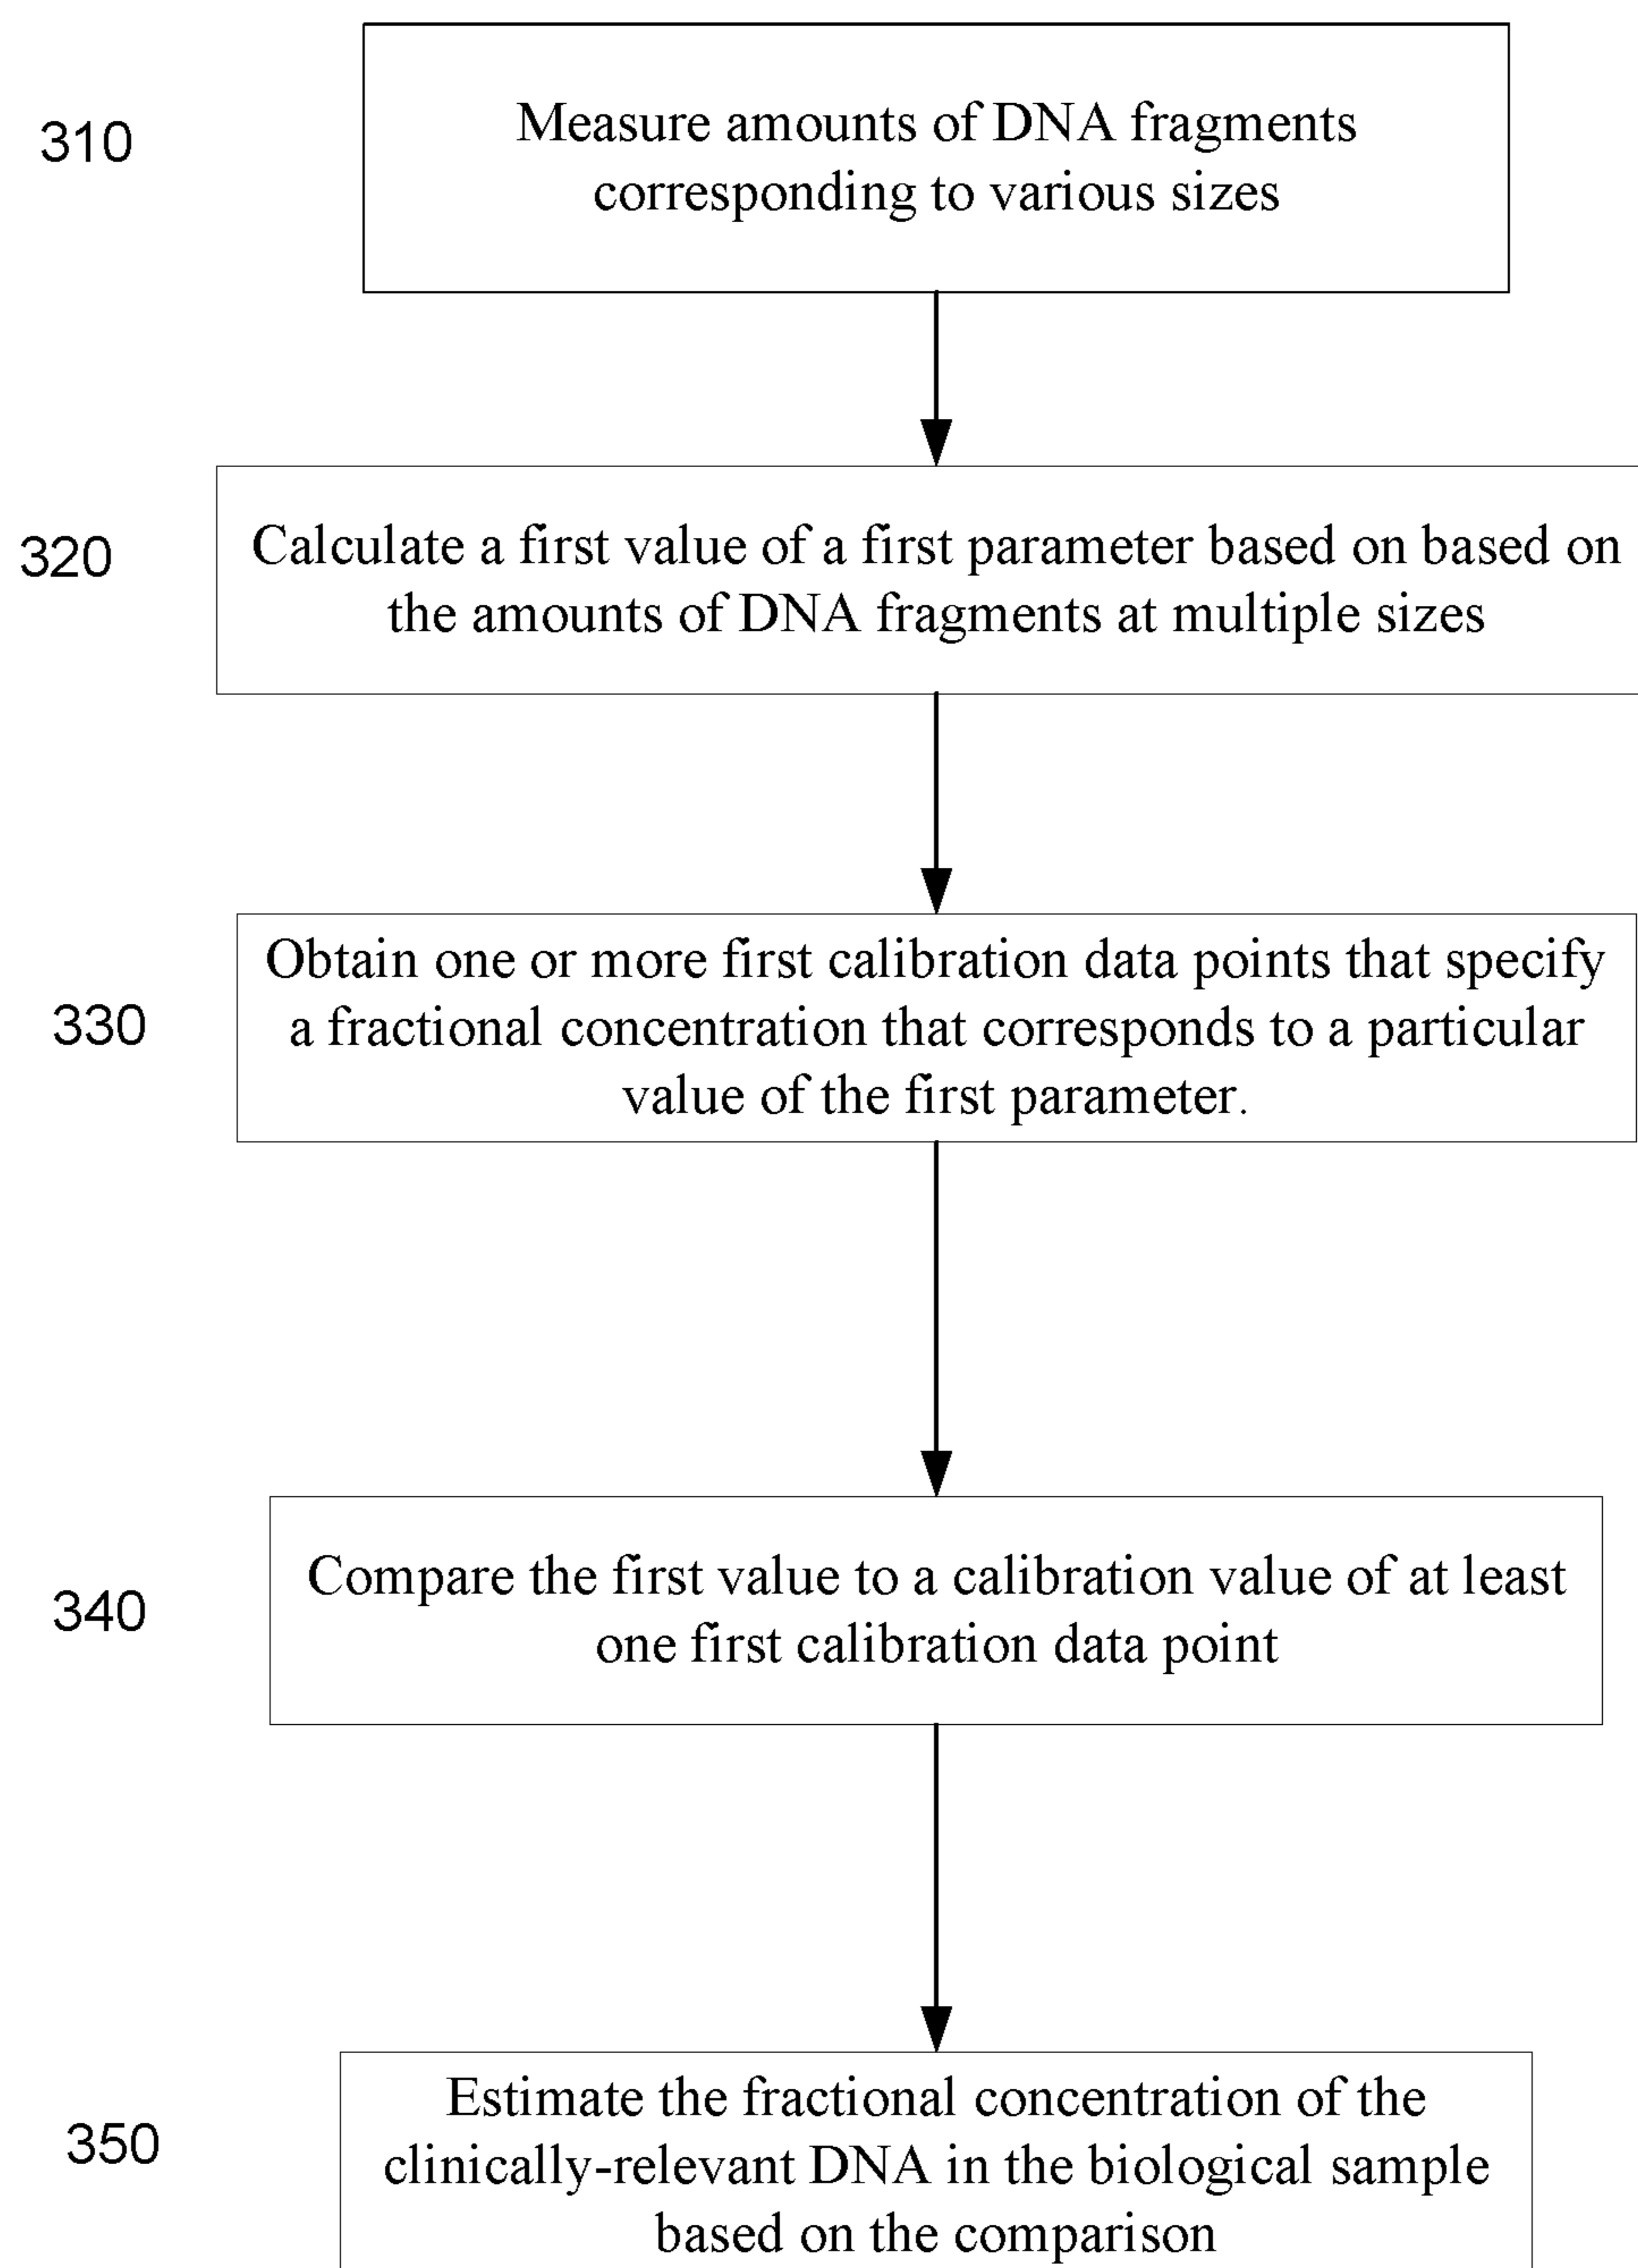 310
Measure amounts of DNA fragments
corresponding to various sizes
320
Calculate a first value of a first parameter based on based on
the amounts of DNA fragments at multiple sizes
330
Obtain one or more first calibration data points that specify
a fractional concentration that corresponds to a particular
value of the first parameter.
340
Compare the first value to a calibration value of at least
one first calibration data point
350
Estimate the fractional concentration of the
clinically-relevant DNA in the biological sample
based on the comparison